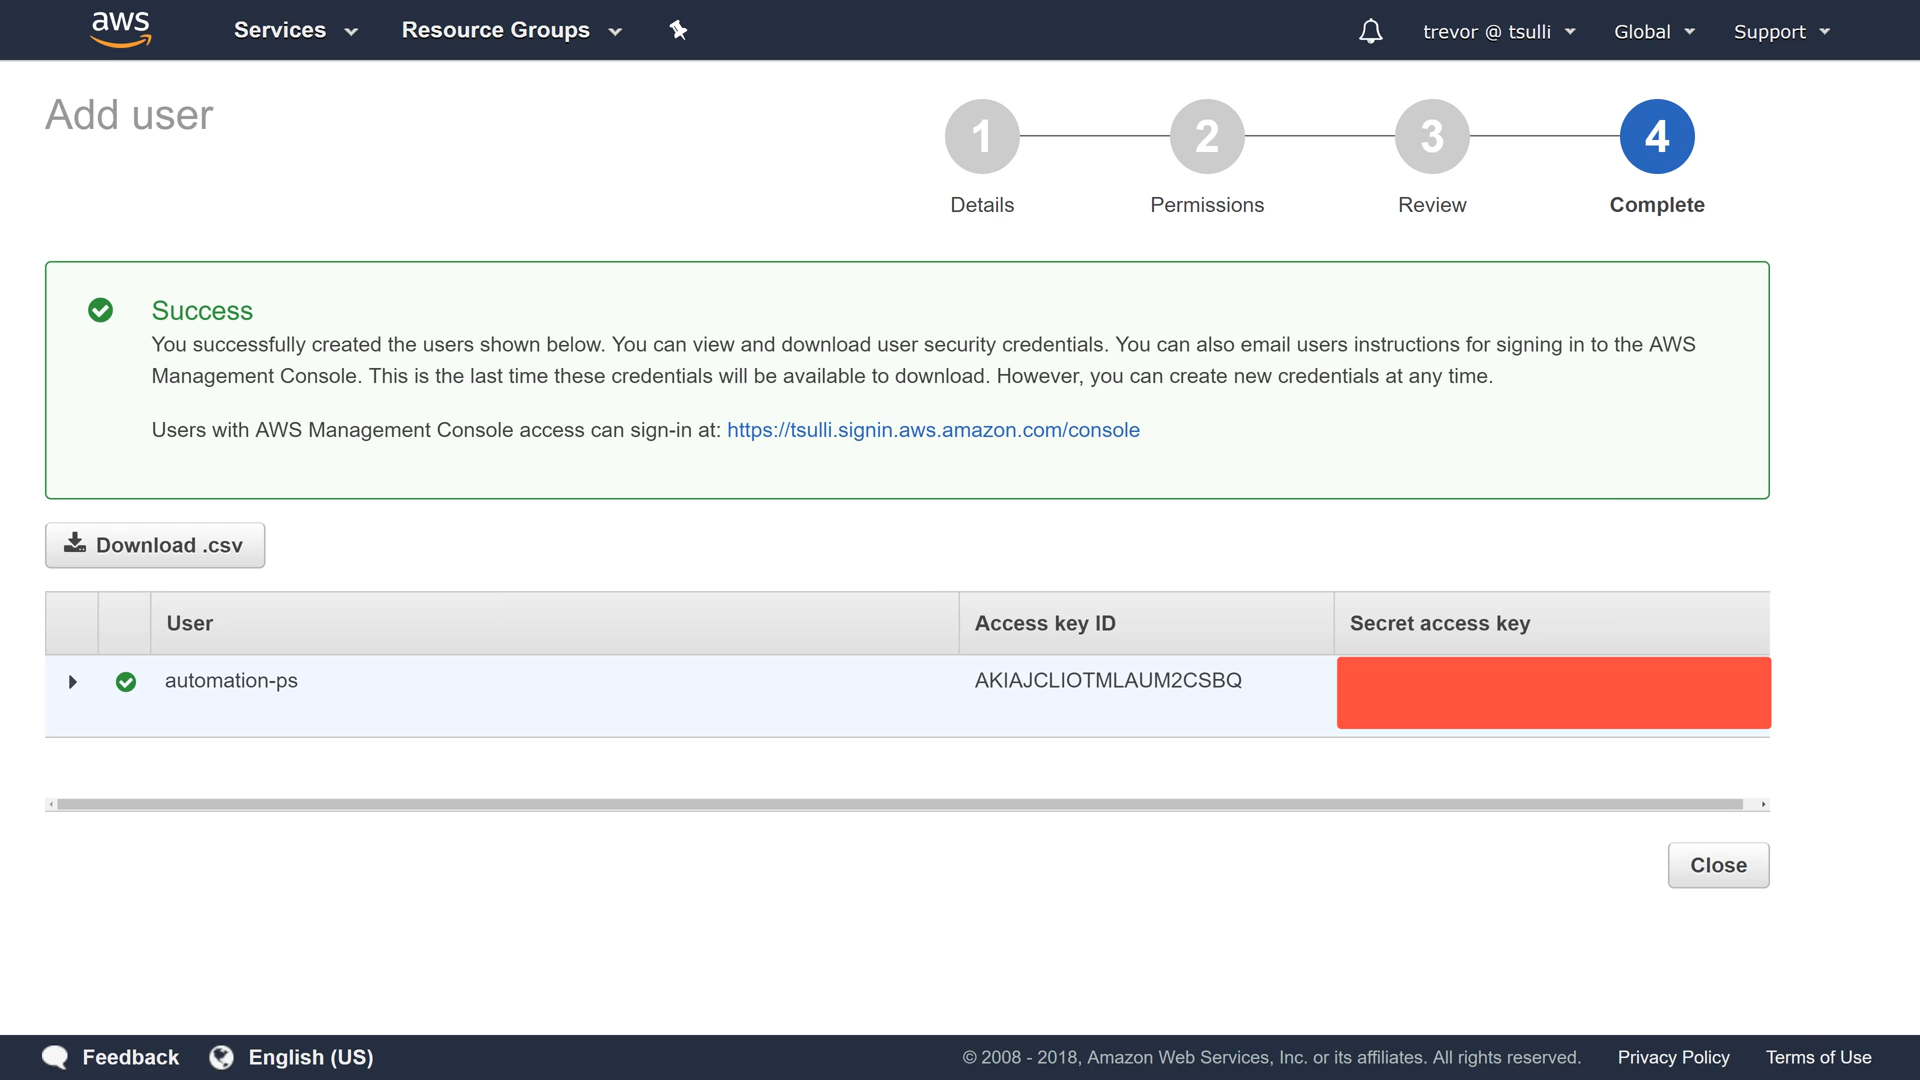 aws
Services
Resource Groups
trevor @ tsulli
Global
Support
Add user
1
2
3
4
Details
Permissions
Review
Complete
Success
You successfully created the users shown below. You can view and download user security credentials. You can also email users instructions for signing in to the AWS
Management Console. This is the last time these credentials will be available to download. However, you can create new credentials at any time.
Users with AWS Management Console access can sign-in at: https://tsulli.signin.aws.amazon.com/console
Download .csv
User
Access key ID
Secret access key
automation-ps
AKIAJCLIOTMLAUM2CSBQ
Close
Feedback
English (US)
© 2008 - 2018, Amazon Web Services, Inc. or its affiliates. All rights reserved.
Privacy Policy
Terms of Use